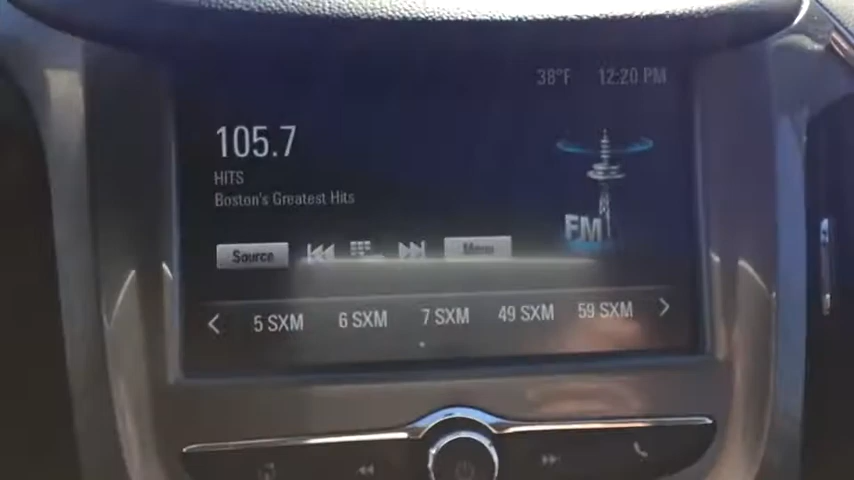 38°F 12:20 PM
105.7
HITS
Boston's Greatest Hits
FM
Source
Menu
5 SXM 6 SXM 7 SXM 49 SXM 59 SXM